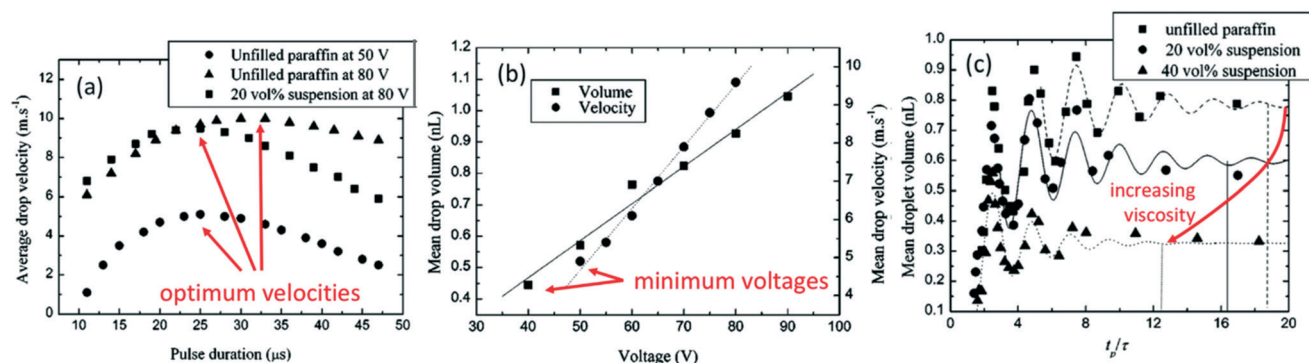 (a)
Unfilled paraffin at 50 V
Unfilled paraffin at 80 V
20 vol% suspension at 80 V
Average drop velocity (m.s⁻¹)
12
10
8
6
4
2
0
optimum velocities
10 15 20 25 30 35 40 45 50
Pulse duration (μs)
(b)
Volume
Velocity
Mean drop volume (nL)
1.2
1.1
1.0
0.9
0.8
0.7
0.6
0.5
0.4
10
9
8
7
6
5
4
Mean drop velocity (m.s⁻¹)
minimum voltages
30 40 50 60 70 80 90 100
Voltage (V)
unfilled paraffin
20 vol% suspension
40 vol% suspension
(c)
Mean droplet volume (nL)
1.0
0.9
0.8
0.7
0.6
0.5
0.4
0.3
0.2
0.1
increasing
viscosity
0 4 8 12 16 20
tₚ/τ